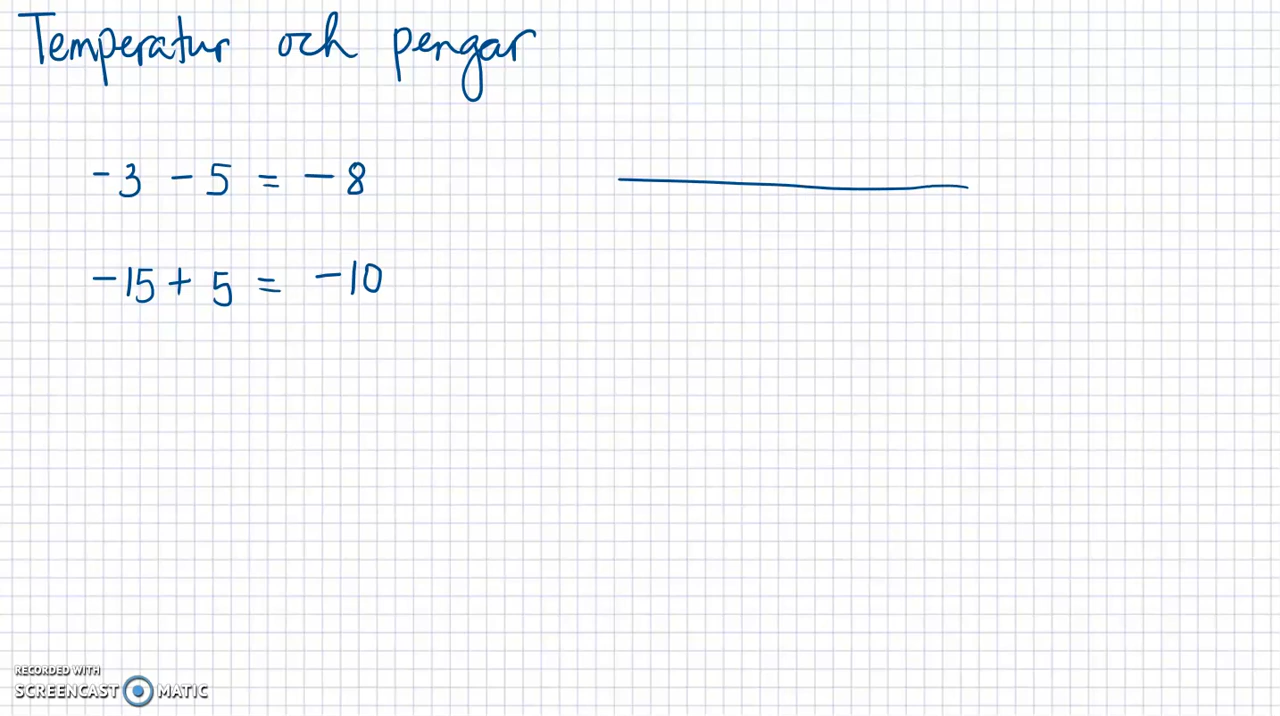 Temperatur och pengar
-3 - 5 = -8
-15 + 5 = -10
RECORDED WITH
SCREENCAST MATIC